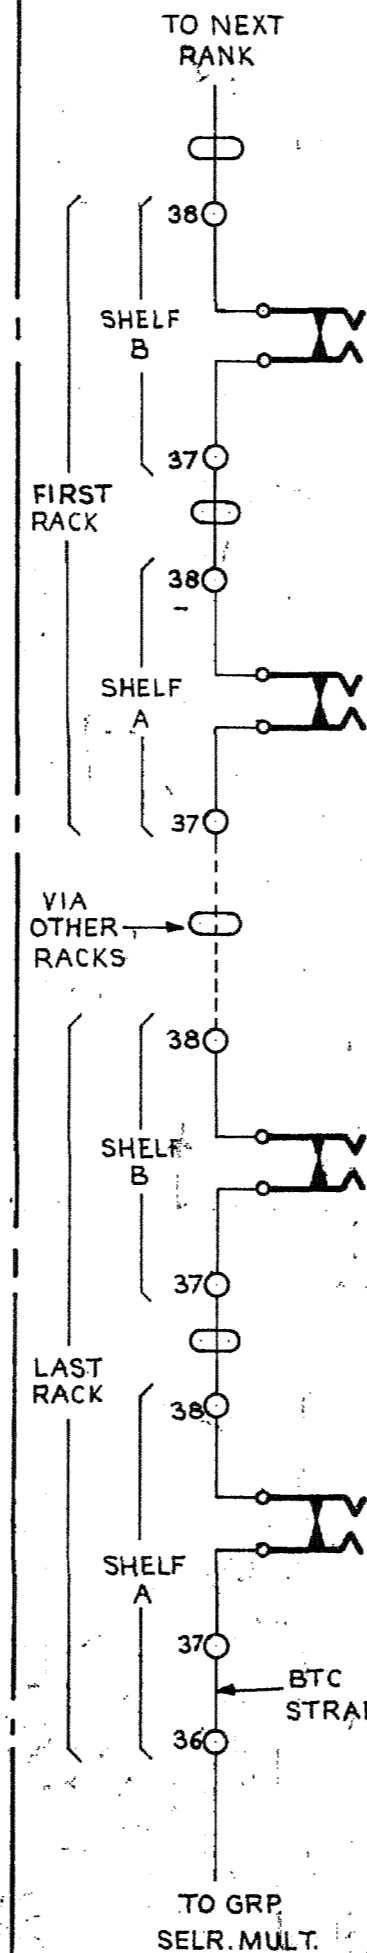 TO NEXT
RANK
38
SHELF
B
37
FIRST
RACK
38
SHELF
A
37
VIA
OTHER
RACKS
38
SHELF
B
37
LAST
RACK
38
SHELF
A
37
BTC
STRAP
36
TO GRP.
SELR. MULT.